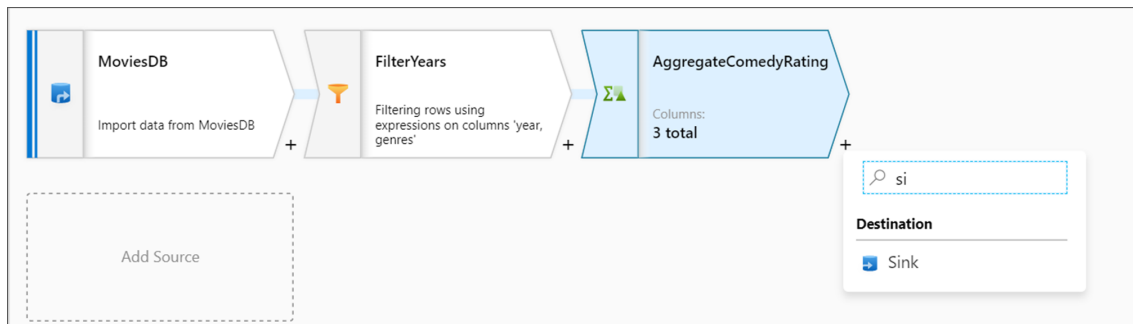 MoviesDB
Import data from MoviesDB
+
FilterYears
Filtering rows using
expressions on columns 'year,
genres'
+
AggregateComedyRating
Columns:
3 total
+
si
Destination
Sink
Add Source